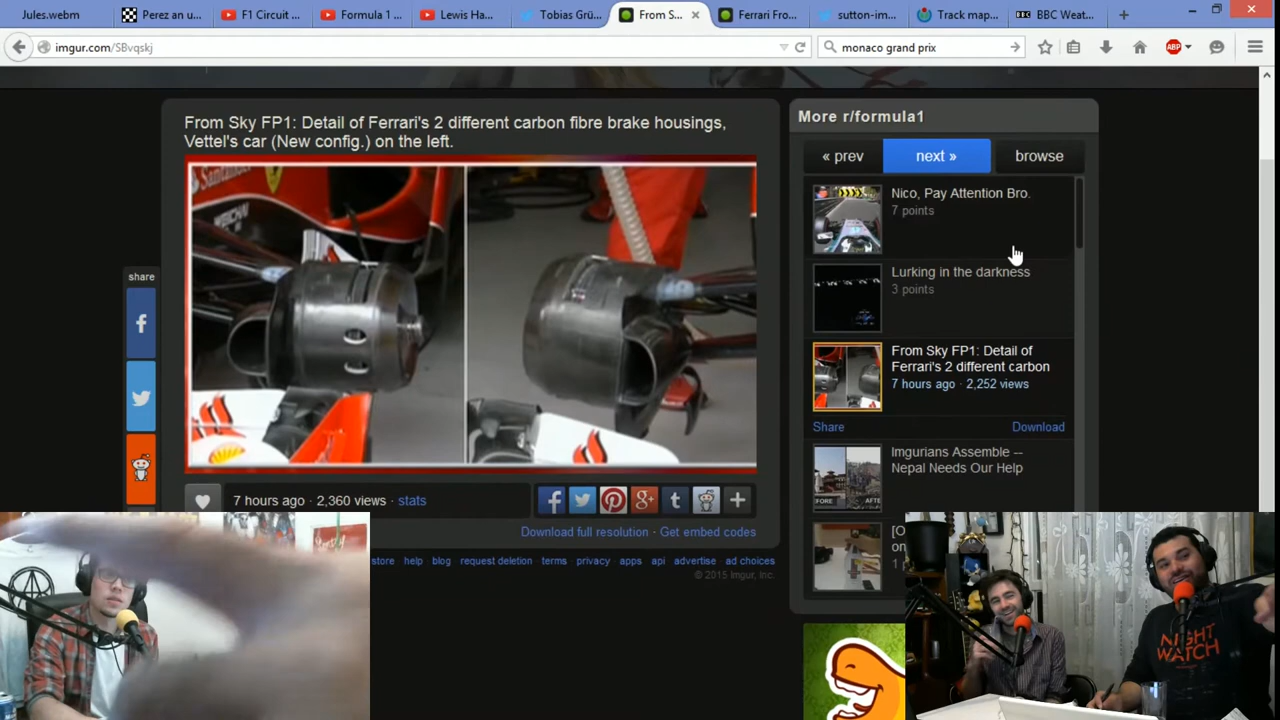 Jules.webm
Perez an u...
F1 Circuit ...
Formula 1 ...
Lewis Ha...
Tobias Grü...
From S...
Ferrari Fro...
sutton-im...
Track map...
BBC Weat...
imgur.com/SBvqskj
monaco grand prix
ABP
From Sky FP1: Detail of Ferrari's 2 different carbon fibre brake housings,
Vettel's car (New config.) on the left.
Santander
share
7 hours ago · 2,360 views · stats
Download full resolution · Get embed codes
store help blog request deletion terms privacy apps api advertise ad choices
© 2015 Imgur, Inc.
More r/formula1
« prev
next »
browse
Nico, Pay Attention Bro.
7 points
Lurking in the darkness
3 points
From Sky FP1: Detail of
Ferrari's 2 different carbon
7 hours ago · 2,252 views
Share
Download
Imgurians Assemble --
Nepal Needs Our Help
NIGHT
WATCH